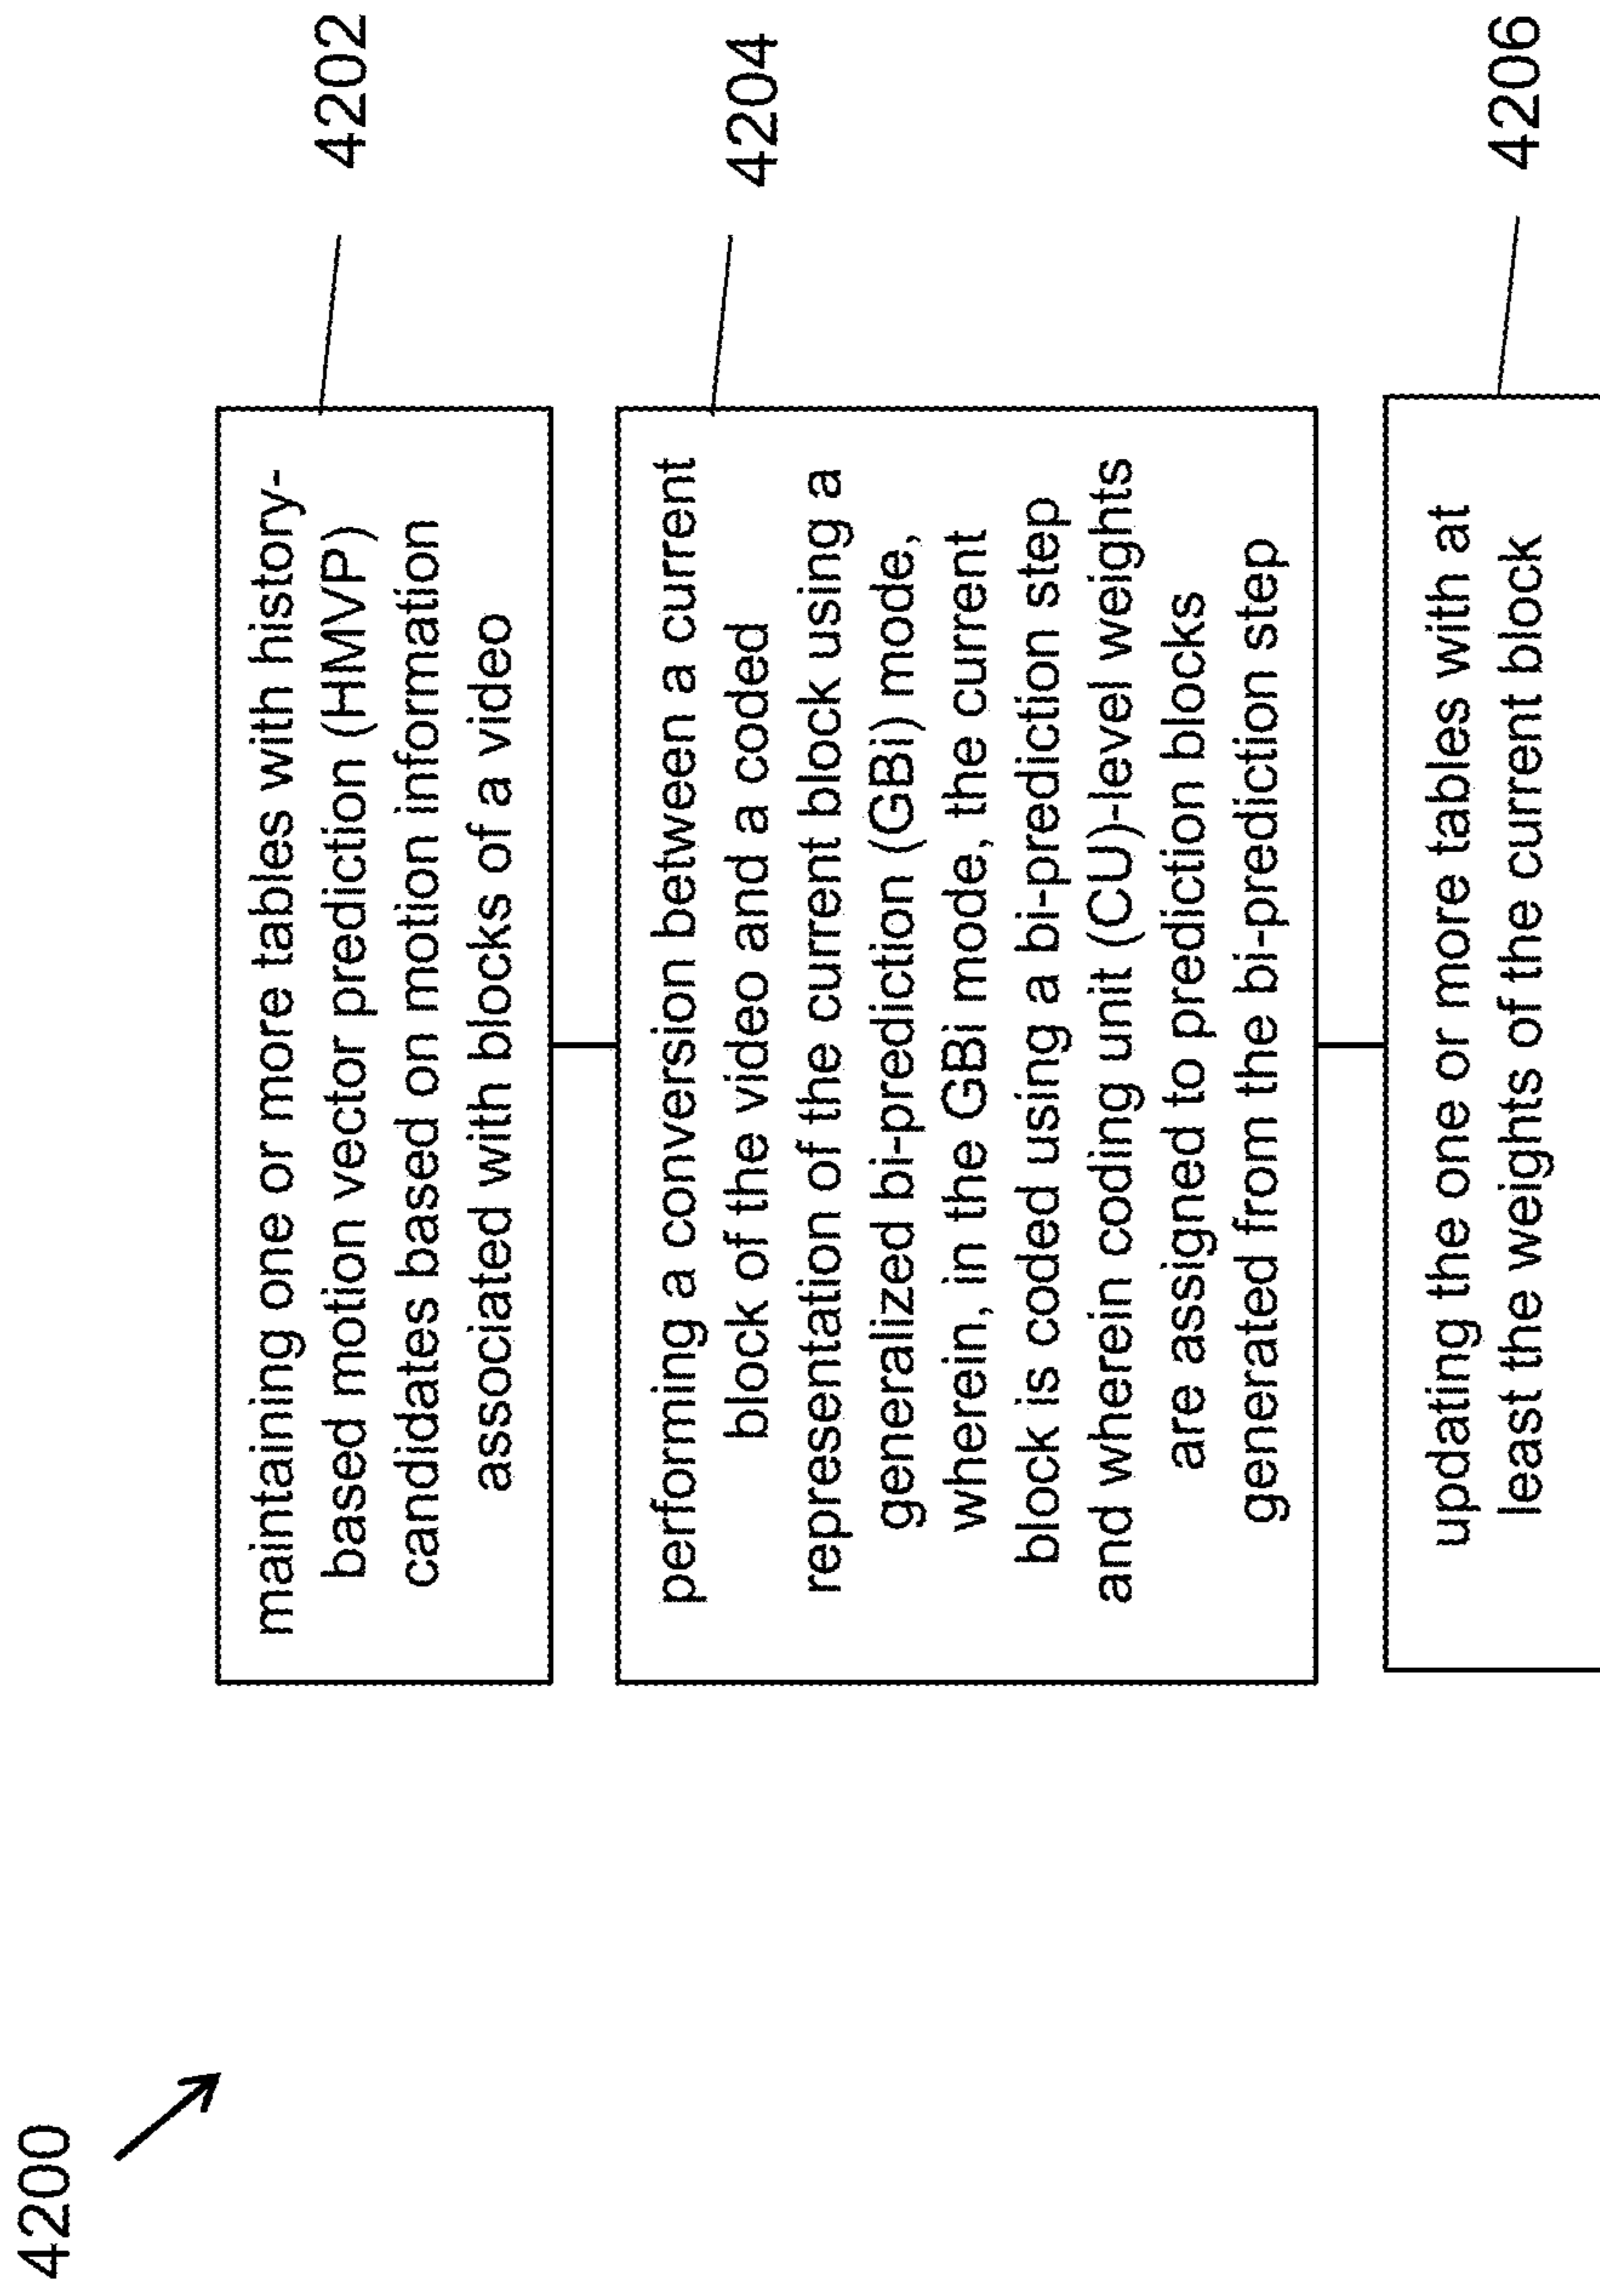 4200
maintaining one or more tables with history-
based motion vector prediction (HMVP)
candidates based on motion information
associated with blocks of a video
4202
performing a conversion between a current
block of the video and a coded
representation of the current block using a
generalized bi-prediction (GBi) mode,
wherein, in the GBi mode, the current
block is coded using a bi-prediction step
and wherein coding unit (CU)-level weights
are assigned to prediction blocks
generated from the bi-prediction step
4204
updating the one or more tables with at
least the weights of the current block
4206